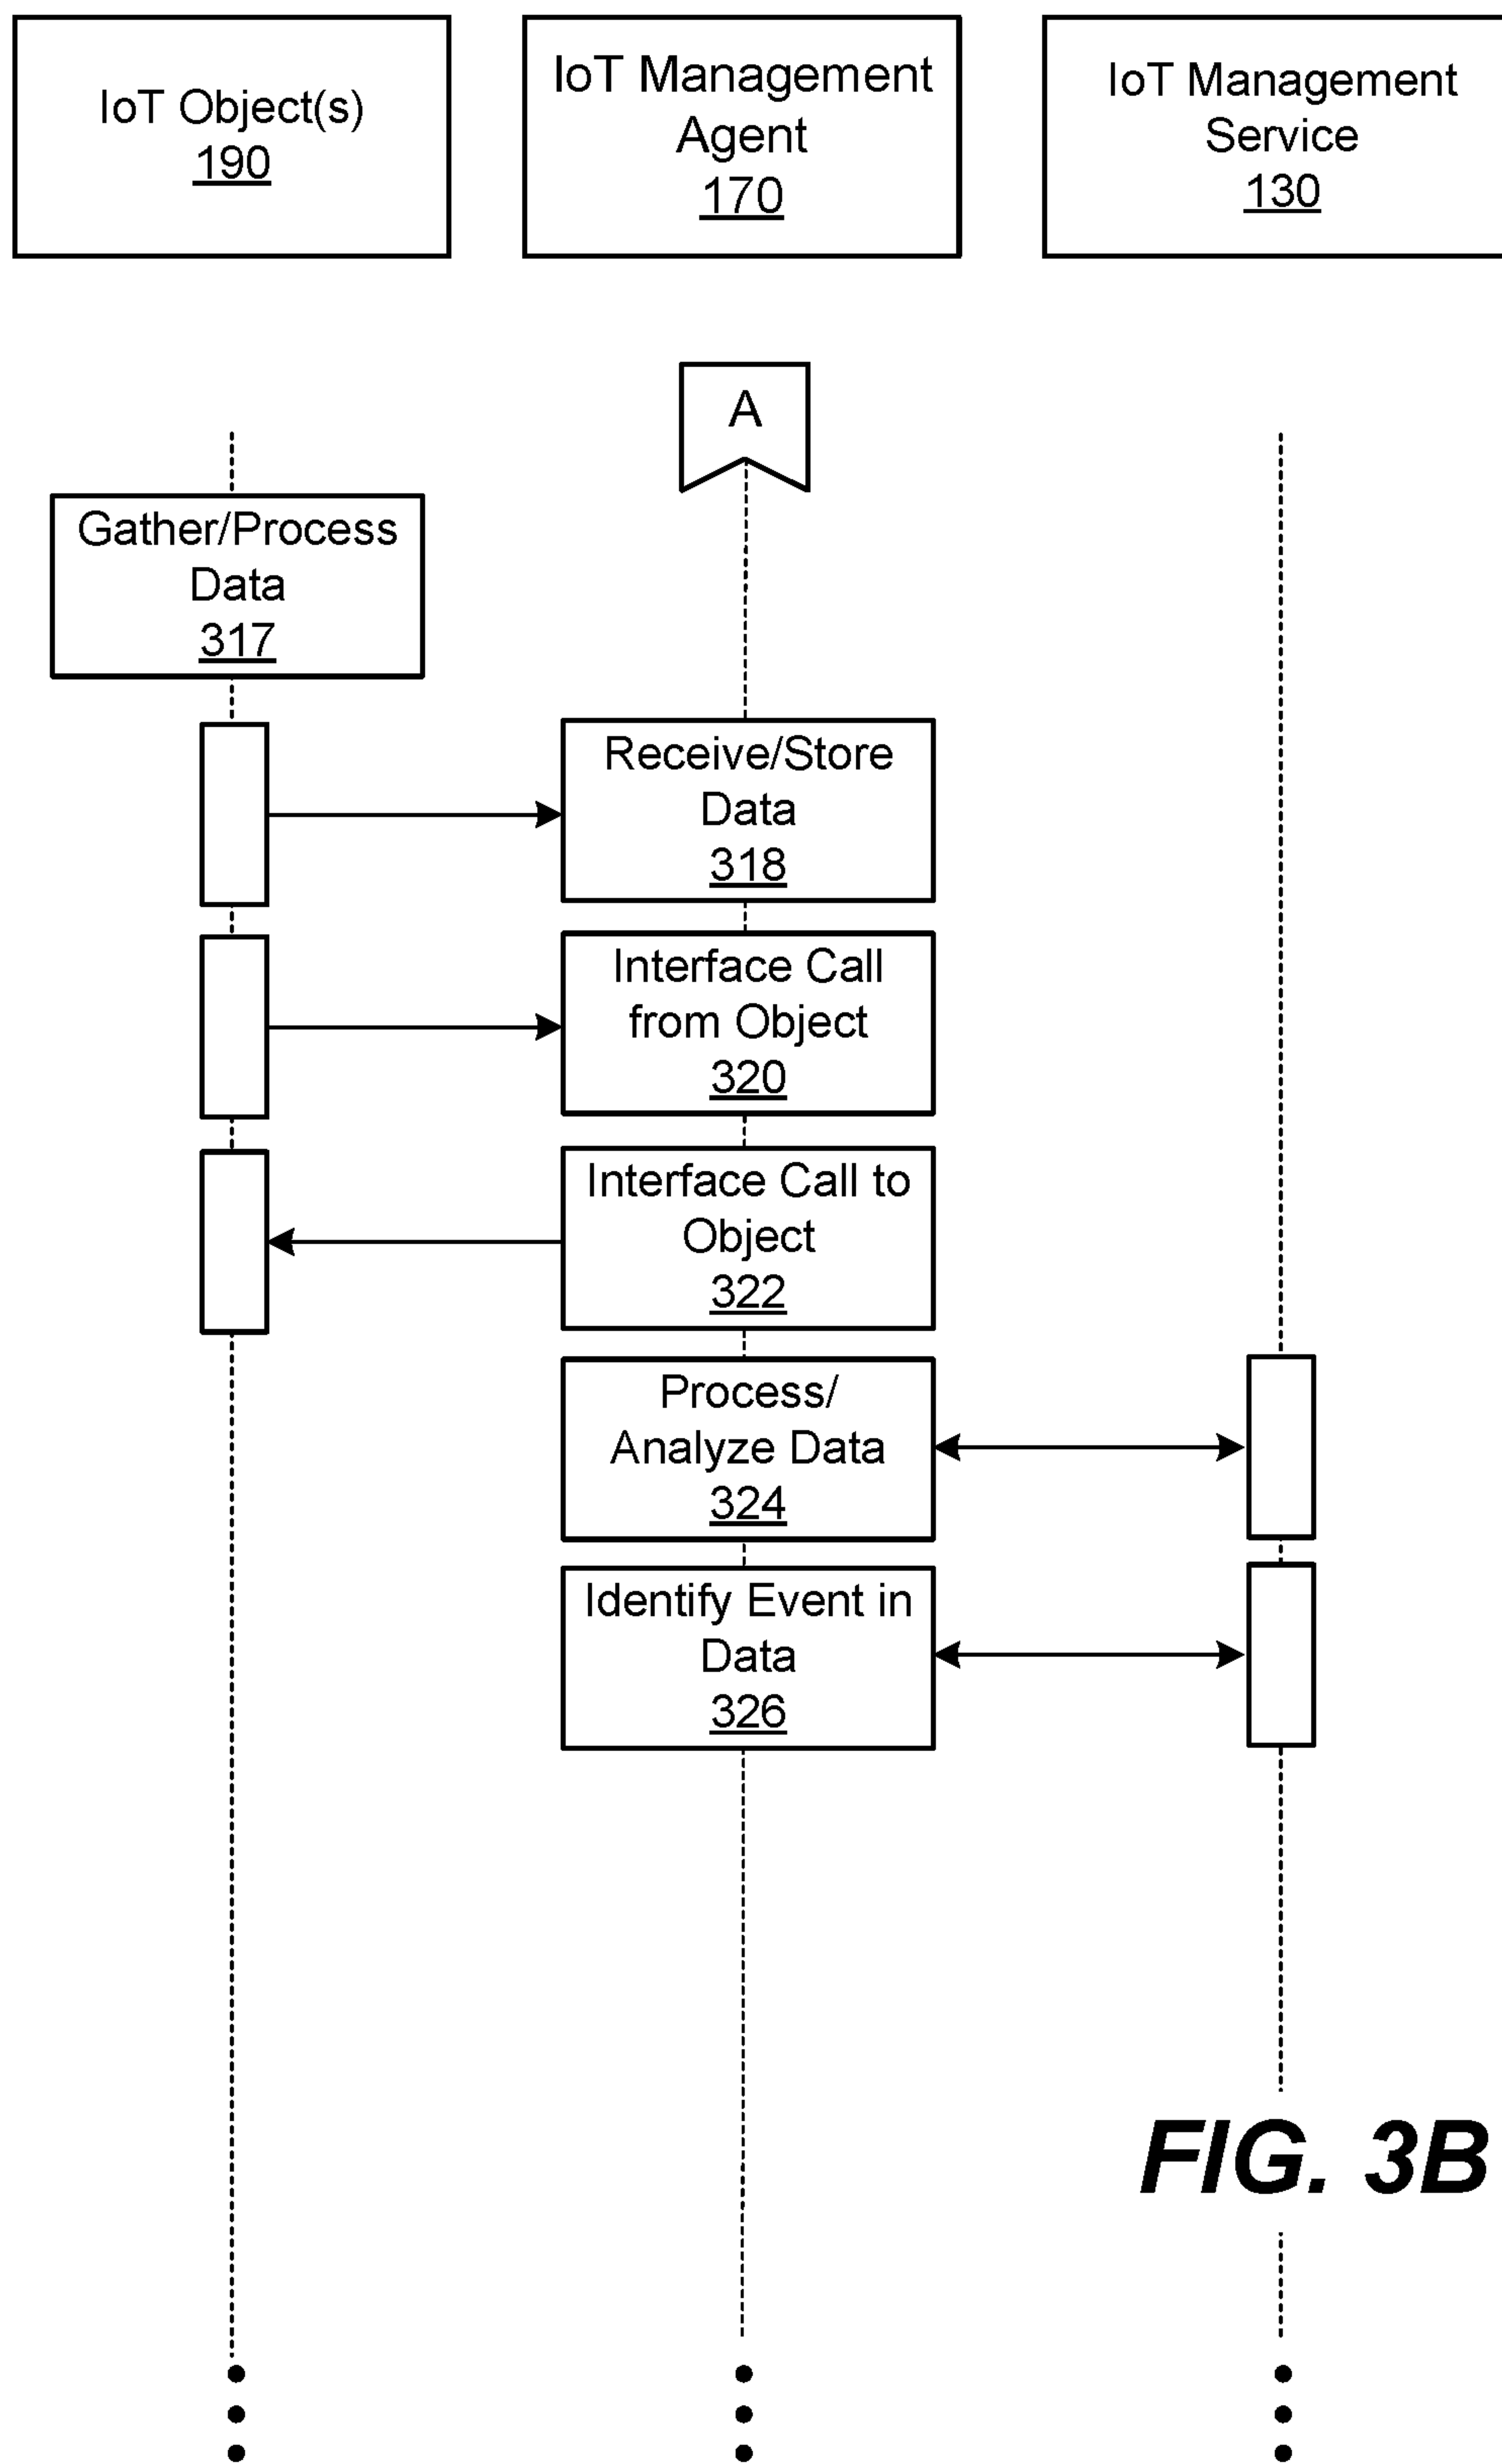 IoT Object(s)
190
IoT Management
Agent
170
IoT Management
Service
130
A
Gather/Process
Data
317
Receive/Store
Data
318
Interface Call
from Object
320
Interface Call to
Object
322
Process/
Analyze Data
324
Identify Event in
Data
326
FIG. 3B